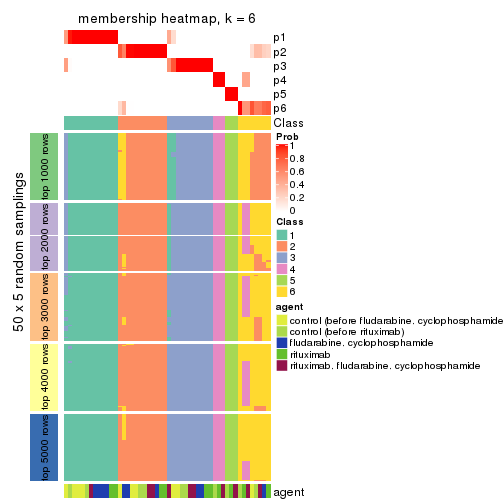 membership heatmap, k = 6
p1
p2
p3
p4
p5
p6
Class
Prob
1
0.8
0.6
0.4
0.2
0
Class
1
2
3
4
5
6
agent
control (before fludarabine. cyclophosphamide
control (before rituximab)
fludarabine. cyclophosphamide
rituximab
rituximab. fludarabine. cyclophosphamide
50 x 5 random samplings
top 1000 rows
top 2000 rows
top 3000 rows
top 4000 rows
top 5000 rows
agent